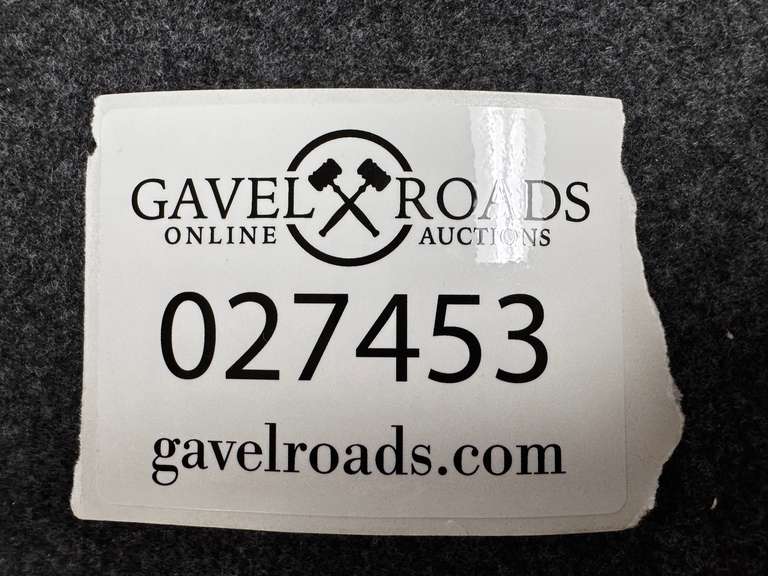 GAVEL ROADS
ONLINE AUCTIONS
027453
gavelroads.com